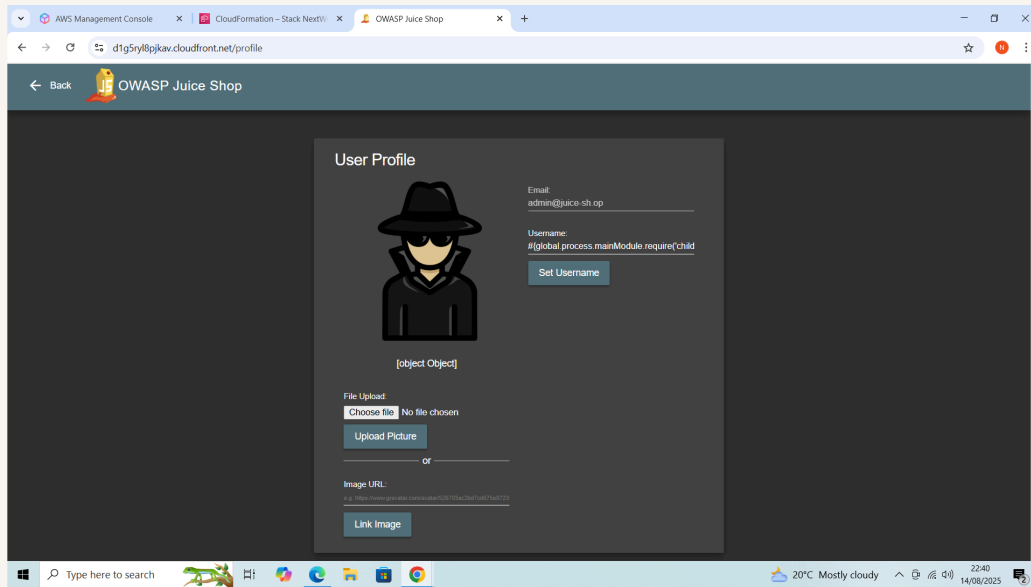 AWS Management Console
CloudFormation – Stack NextW
OWASP Juice Shop
d1g5ryl8pjkav.cloudfront.net/profile
N
Back
JS
OWASP Juice Shop
User Profile
Email:
admin@juice-sh.op
Username:
#{global.process.mainModule.require('child
Set Username
[object Object]
File Upload:
Choose file No file chosen
Upload Picture
or
Image URL:
Link Image
Type here to search
20°C Mostly cloudy
22:40
14/08/2025
2